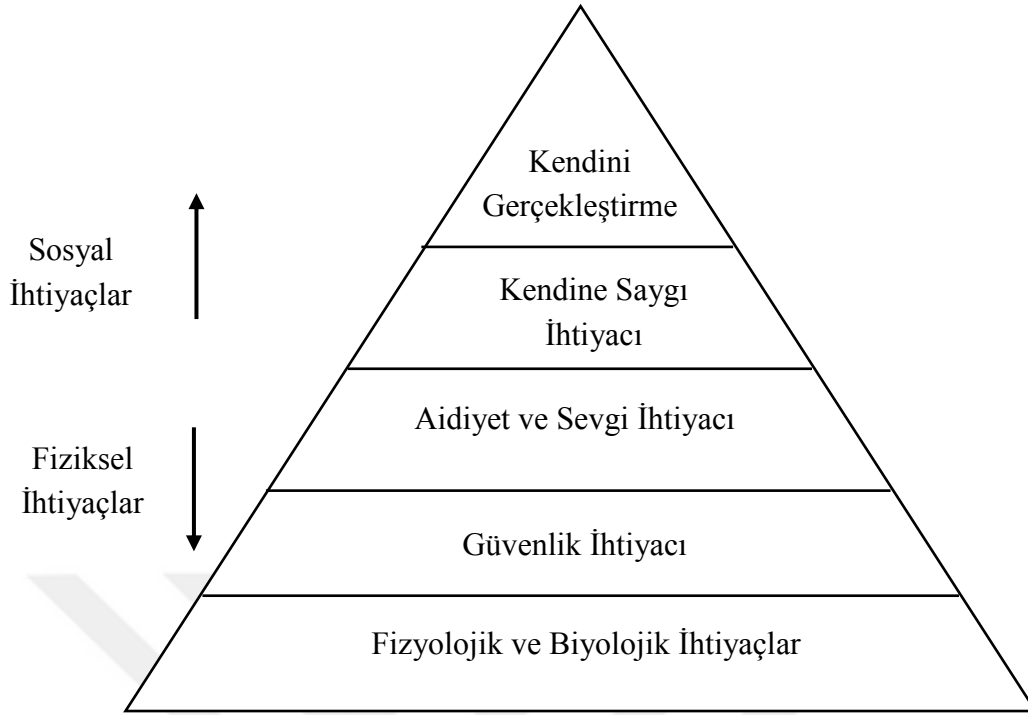 Kendini
Gerçekleştirme
Sosyal
İhtiyaçlar
Kendine Saygı
İhtiyacı
Aidiyet ve Sevgi İhtiyacı
Fiziksel
İhtiyaçlar
Güvenlik İhtiyacı
Fizyolojik ve Biyolojik İhtiyaçlar